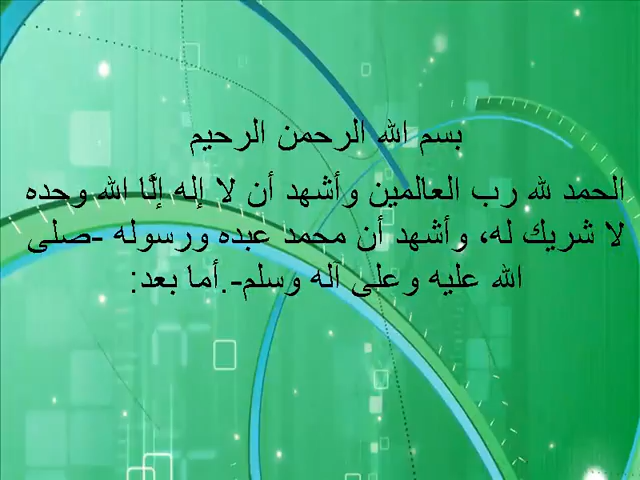 بسم الله الرحمن الرحيم
الحمد لله رب العالمين وأشهد أن لا إله إلَّا الله وحده
لا شريك له، وأشهد أن محمد عبده ورسوله -صلى
الله عليه وعلى آله وسلم-.أما بعد: